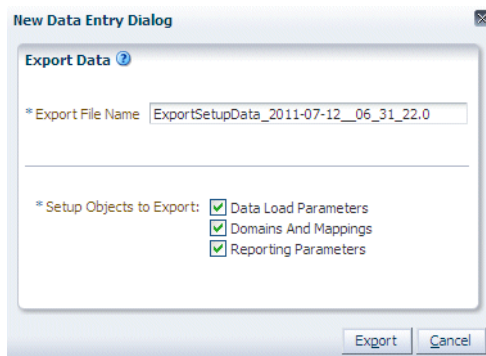 New Data Entry Dialog
Export Data
* Export File Name ExportSetupData_2011-07-12__06_31_22.0
* Setup Objects to Export: Data Load Parameters
Domains And Mappings
Reporting Parameters
Export Cancel